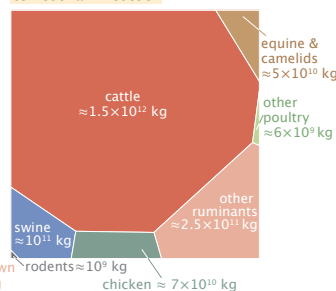 equine &
camelids
≈5×10¹⁰ kg
cattle
≈1.5×10¹² kg
other
poultry
≈6×10⁹ kg
other
ruminants
≈2.5×10¹¹ kg
swine
≈10¹¹ kg
rodents≈10⁹ kg
chicken ≈ 7×10¹⁰ kg